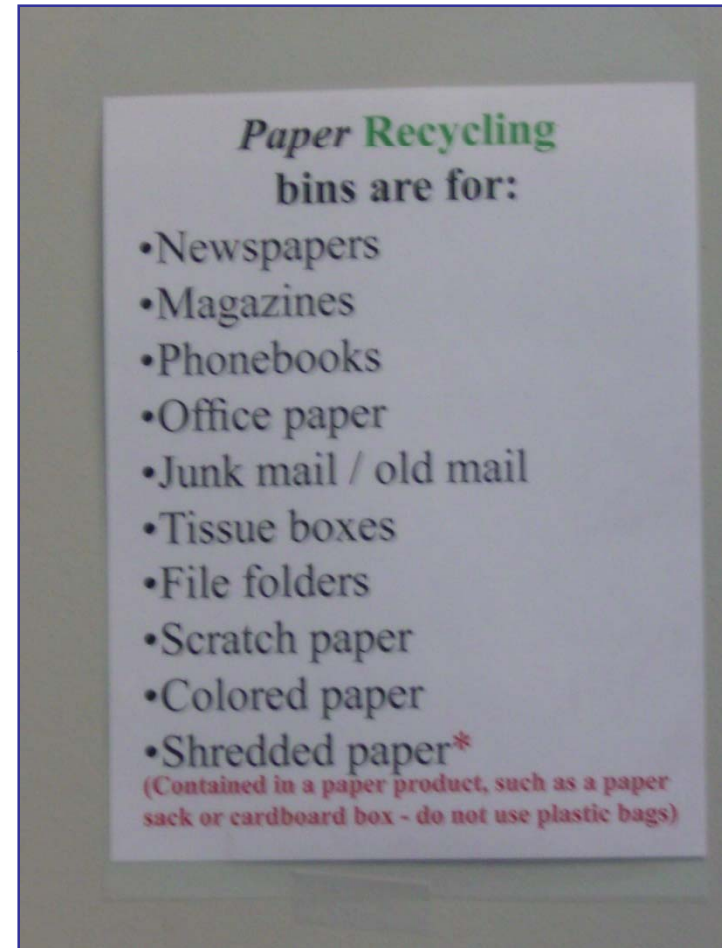 Paper Recycling
bins are for:
•Newspapers
•Magazines
•Phonebooks
•Office paper
•Junk mail / old mail
•Tissue boxes
•File folders
•Scratch paper
•Colored paper
•Shredded paper*
(Contained in a paper product, such as a paper
sack or cardboard box - do not use plastic bags)